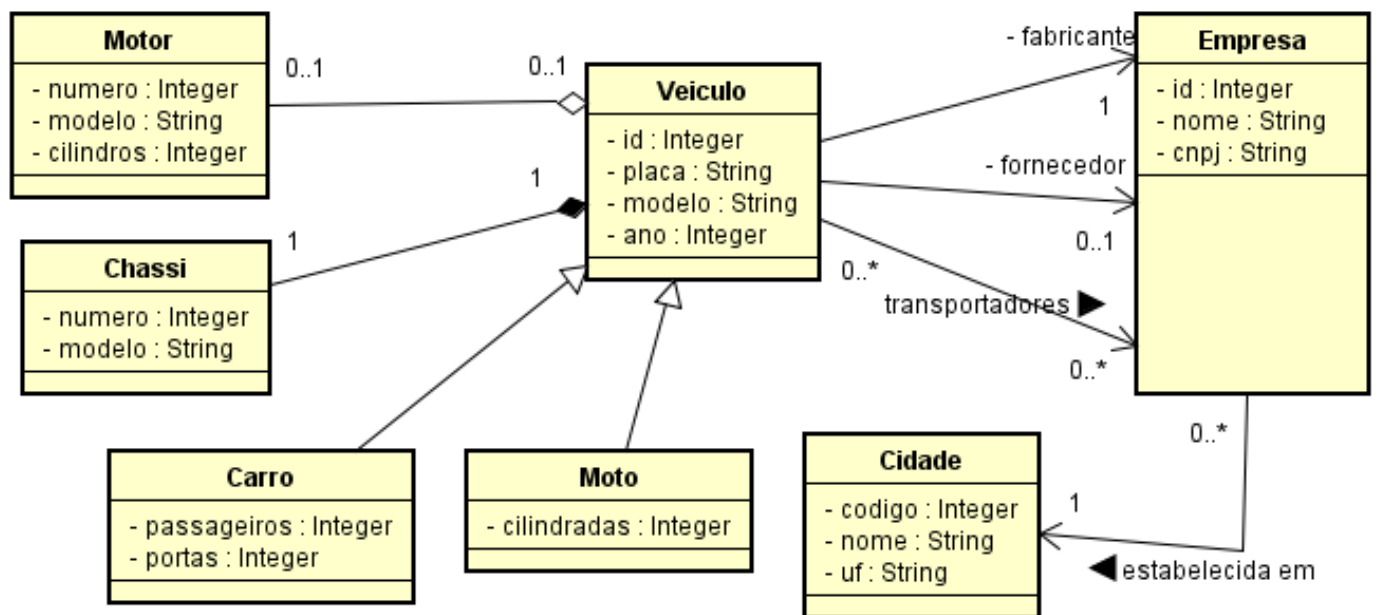 Motor
- numero : Integer
- modelo : String
- cilindros : Integer
0..1
0..1
Veiculo
- id : Integer
- placa : String
- modelo : String
- ano : Integer
- fabricante
1
- fornecedor
0..1
0..*
transportadores ▶
0..*
Empresa
- id : Integer
- nome : String
- cnpj : String
1
1
Chassi
- numero : Integer
- modelo : String
Carro
- passageiros : Integer
- portas : Integer
Moto
- cilindradas : Integer
Cidade
- codigo : Integer
- nome : String
- uf : String
0..*
1
◀ estabelecida em